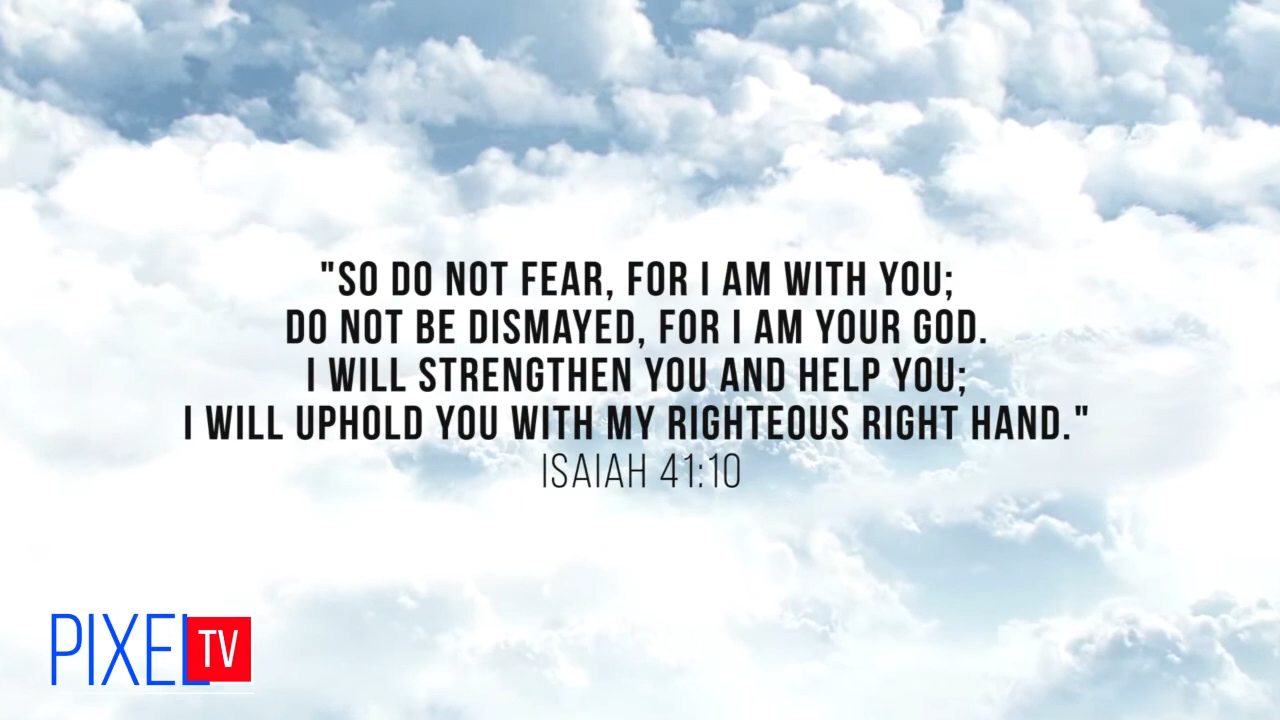 "SO DO NOT FEAR, FOR I AM WITH YOU;
DO NOT BE DISMAYED, FOR I AM YOUR GOD.
I WILL STRENGTHEN YOU AND HELP YOU;
I WILL UPHOLD YOU WITH MY RIGHTEOUS RIGHT HAND."
ISAIAH 41:10
PIXEL TV